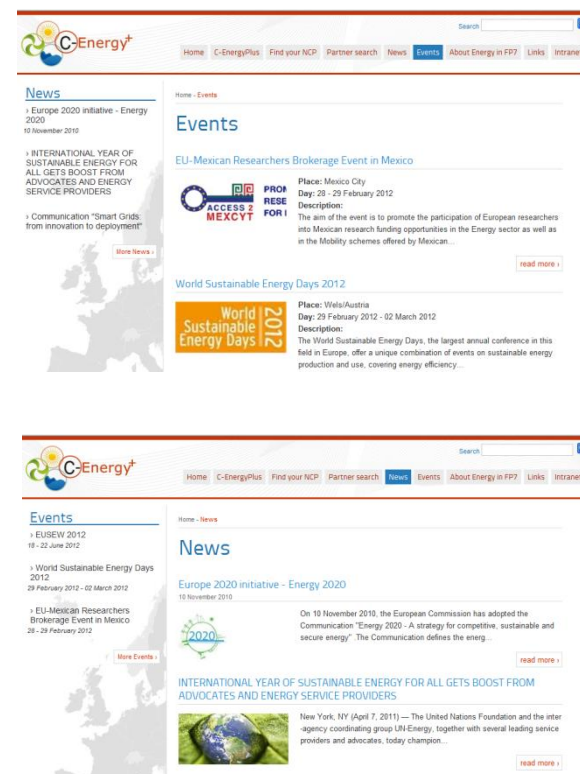 C-Energy+
Search
Home C-EnergyPlus Find your NCP Partner search News Events About Energy in FP7 Links Intranet
News
› Europe 2020 initiative - Energy
2020
10 November 2010
› INTERNATIONAL YEAR OF
SUSTAINABLE ENERGY FOR
ALL GETS BOOST FROM
ADVOCATES AND ENERGY
SERVICE PROVIDERS
› Communication "Smart Grids:
from innovation to deployment"
More News ›
Home - Events
Events
EU-Mexican Researchers Brokerage Event in Mexico
ACCESS 2
MEXCYT
PROM
RESE
FOR I
Place: Mexico City
Day: 28 - 29 February 2012
Description:
The aim of the event is to promote the participation of European researchers
into Mexican research funding opportunities in the Energy sector as well as
in the Mobility schemes offered by Mexican...
read more ›
World Sustainable Energy Days 2012
World
Sustainable
Energy Days
2012
Place: Wels/Austria
Day: 29 February 2012 - 02 March 2012
Description:
The World Sustainable Energy Days, the largest annual conference in this
field in Europe, offer a unique combination of events on sustainable energy
production and use, covering energy efficiency...
C-Energy+
Search
Home C-EnergyPlus Find your NCP Partner search News Events About Energy in FP7 Links Intranet
Events
› EUSEW 2012
18 - 22 June 2012
› World Sustainable Energy Days
2012
29 February 2012 - 02 March 2012
› EU-Mexican Researchers
Brokerage Event in Mexico
28 - 29 February 2012
More Events ›
Home - News
News
Europe 2020 initiative - Energy 2020
10 November 2010
2020
On 10 November 2010, the European Commission has adopted the
Communication "Energy 2020 - A strategy for competitive, sustainable and
secure energy" .The Communication defines the energ...
read more ›
INTERNATIONAL YEAR OF SUSTAINABLE ENERGY FOR ALL GETS BOOST FROM
ADVOCATES AND ENERGY SERVICE PROVIDERS
New York, NY (April 7, 2011) — The United Nations Foundation and the inter
-agency coordinating group UN-Energy, together with several leading service
providers and advocates, today champion...
read more ›